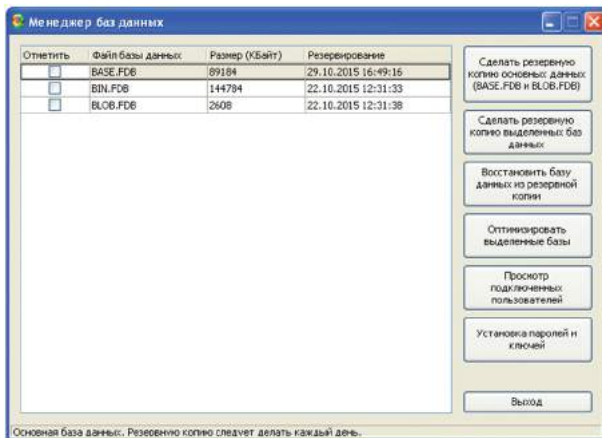 Менеджер баз данных
Отметить Файл базы данных Размер (КБайт) Резервирование
BASE.FDB 89184 29.10.2015 16:49:16
BIN.FDB 144784 22.10.2015 12:31:33
BLOB.FDB 2608 22.10.2015 12:31:38
Сделать резервную
копию основных данных
(BASE.FDB и BLOB.FDB)
Сделать резервную
копию выделенных баз
данных
Восстановить базу
данных из резервной
копии
Оптимизировать
выделенные базы
Просмотр
подключенных
пользователей
Установка паролей и
ключей
Выход
Основная база данных. Резервную копию следует делать каждый день.